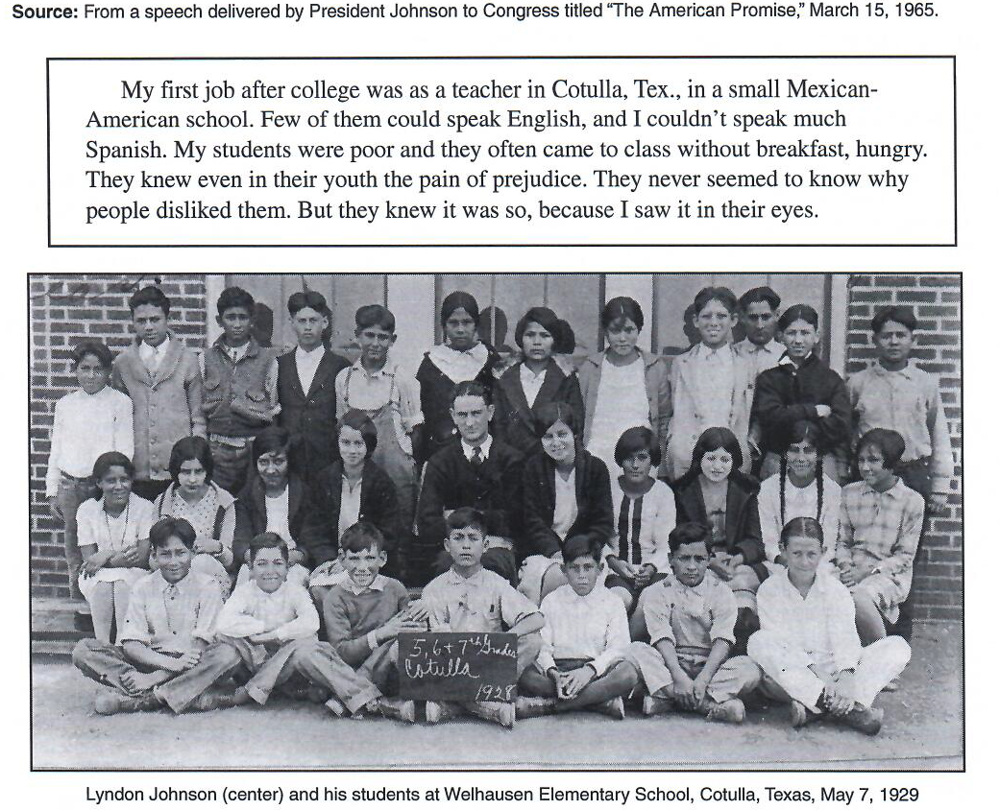 Source: From a speech delivered by President Johnson to Congress titled “The American Promise,” March 15, 1965.
My first job after college was as a teacher in Cotulla, Tex., in a small Mexican-
American school. Few of them could speak English, and I couldn’t speak much
Spanish. My students were poor and they often came to class without breakfast, hungry.
They knew even in their youth the pain of prejudice. They never seemed to know why
people disliked them. But they knew it was so, because I saw it in their eyes.
5, 6 + 7th Grades
Cotulla
1928
Lyndon Johnson (center) and his students at Welhausen Elementary School, Cotulla, Texas, May 7, 1929